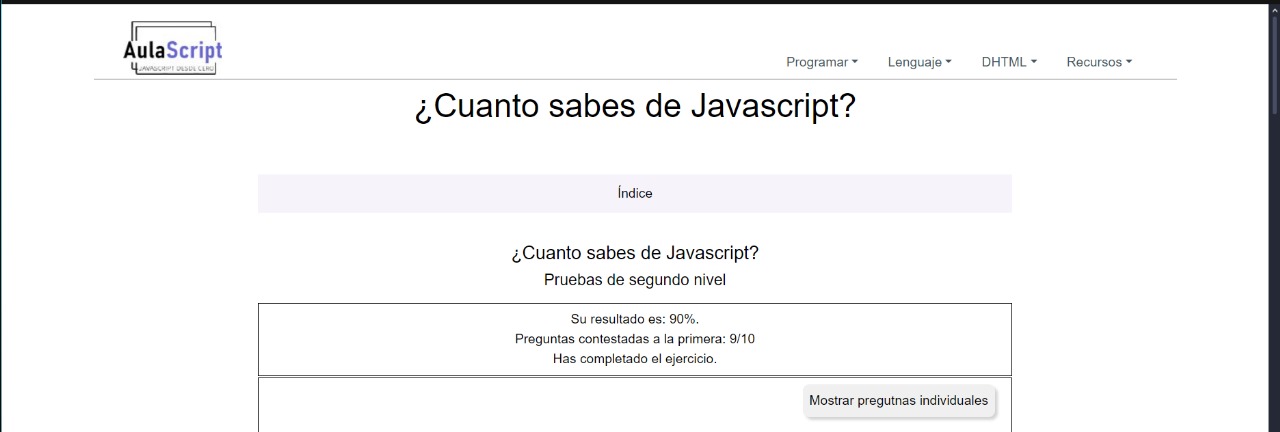 AulaScript
JAVASCRIPT DESDE CERO
Programar Lenguaje DHTML Recursos
¿Cuanto sabes de Javascript?
Índice
¿Cuanto sabes de Javascript?
Pruebas de segundo nivel
Su resultado es: 90%.
Preguntas contestadas a la primera: 9/10
Has completado el ejercicio.
Mostrar pregutnas individuales